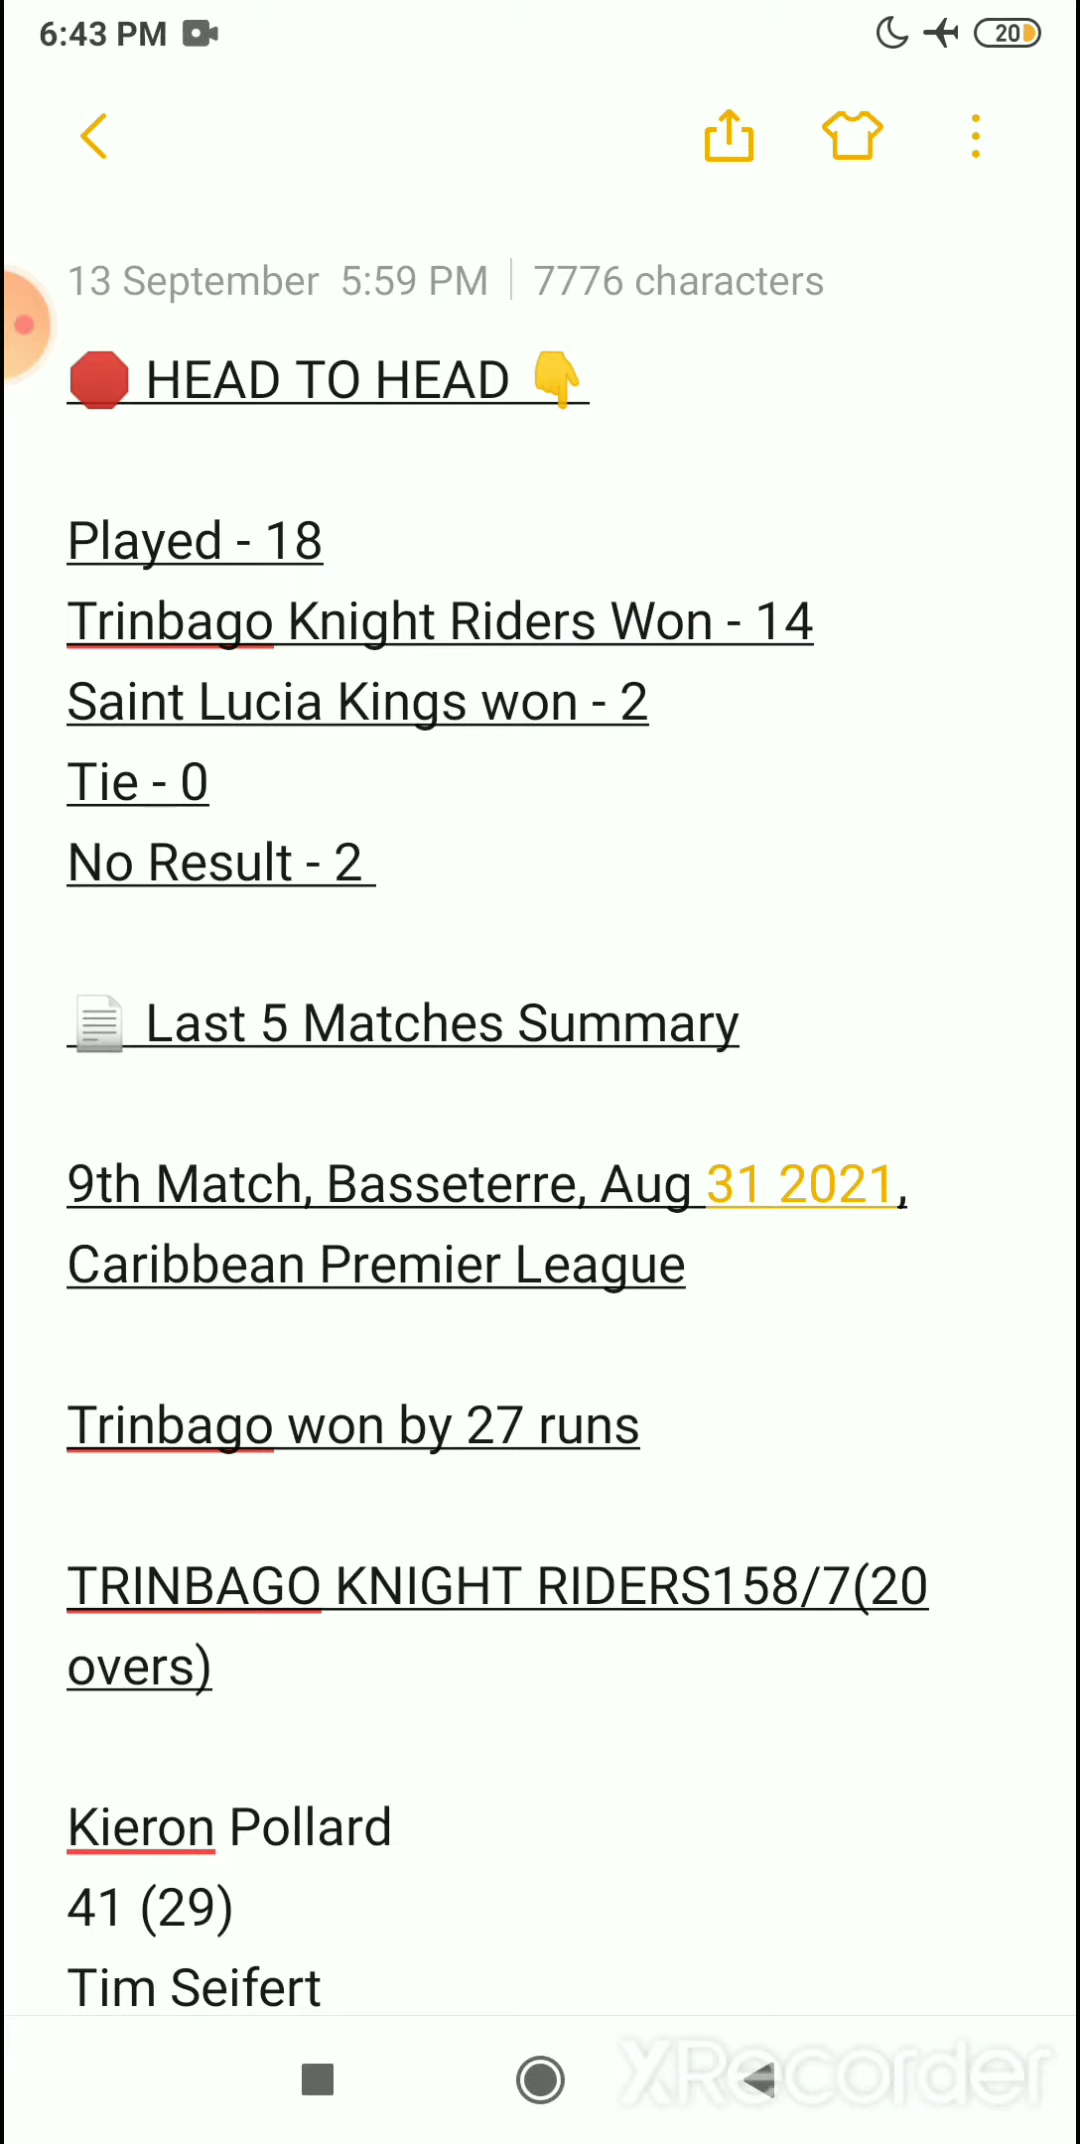 6:43 PM
20
13 September 5:59 PM | 7776 characters
🛑 HEAD TO HEAD 👇
Played - 18
Trinbago Knight Riders Won - 14
Saint Lucia Kings won - 2
Tie - 0
No Result - 2
📄 Last 5 Matches Summary
9th Match, Basseterre, Aug 31 2021,
Caribbean Premier League
Trinbago won by 27 runs
TRINBAGO KNIGHT RIDERS158/7(20
overs)
Kieron Pollard
41 (29)
Tim Seifert
XRecorder